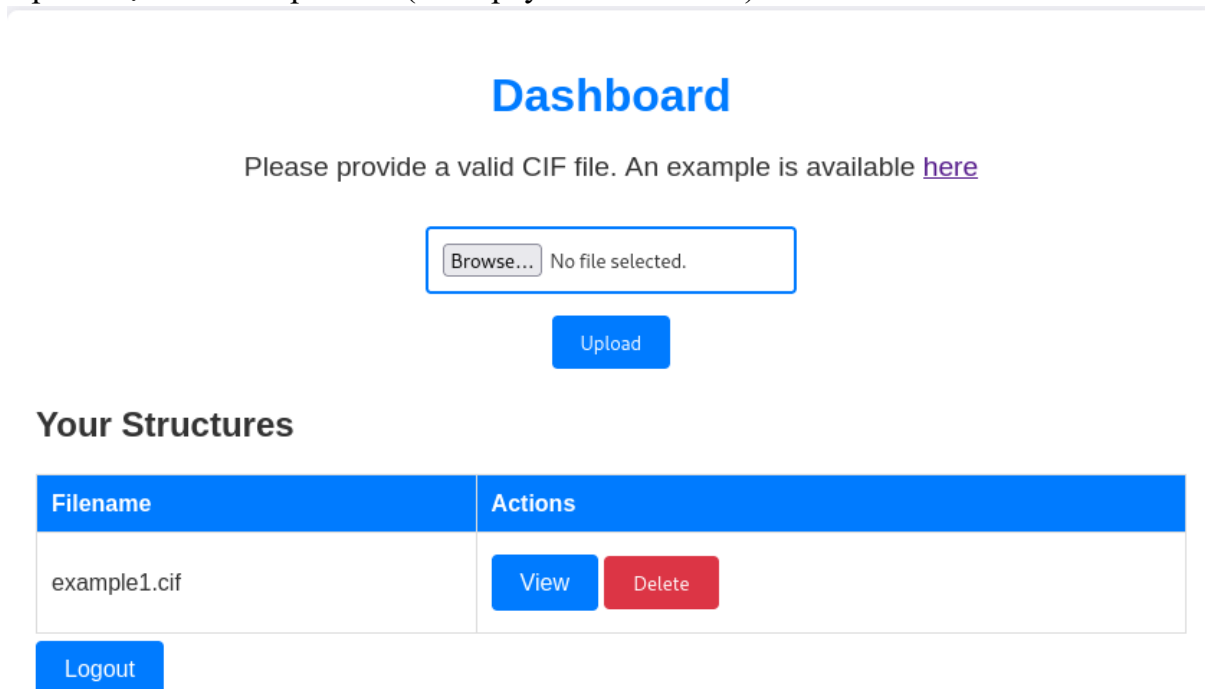 Dashboard
Please provide a valid CIF file. An example is available here
Browse... No file selected.
Upload
Your Structures
Filename Actions
example1.cif View Delete
Logout